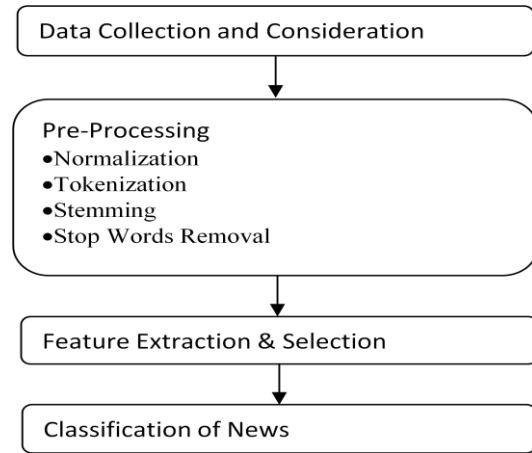 Data Collection and Consideration
Pre-Processing
•Normalization
•Tokenization
•Stemming
•Stop Words Removal
Feature Extraction & Selection
Classification of News